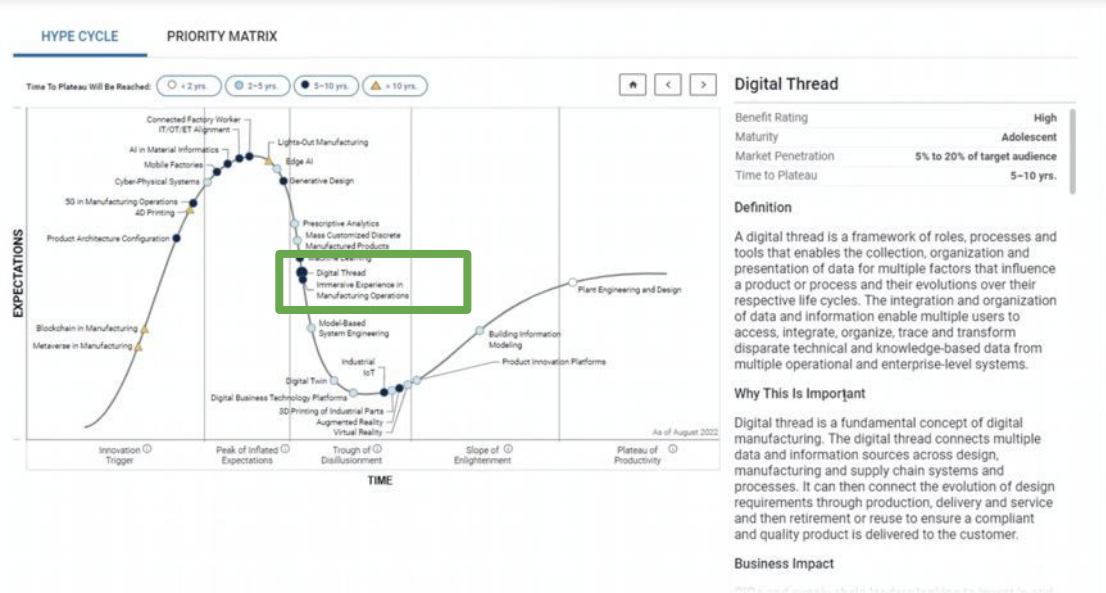 HYPE CYCLE
PRIORITY MATRIX
Time To Plateau Will Be Reached:
< 2 yrs.
2–5 yrs.
5–10 yrs.
> 10 yrs.
EXPECTATIONS
Connected Factory Worker
IT/OT/ET Alignment
AI in Material Informatics
Mobile Factories
Cyber-Physical Systems
5G in Manufacturing Operations
4D Printing
Product Architecture Configuration
Blockchain in Manufacturing
Metaverse in Manufacturing
Lights-Out Manufacturing
Edge AI
Generative Design
Prescriptive Analytics
Mass Customized Discrete
Manufactured Products
Machine Learning
Digital Thread
Immersive Experience in
Manufacturing Operations
Model-Based
System Engineering
Industrial
IoT
Digital Twin
Digital Business Technology Platforms
3D Printing of Industrial Parts
Augmented Reality
Virtual Reality
Product Innovation Platforms
Building Information
Modeling
Plant Engineering and Design
As of August 2022
Innovation
Trigger
Peak of Inflated
Expectations
Trough of
Disillusionment
Slope of
Enlightenment
Plateau of
Productivity
TIME
Digital Thread
Benefit Rating High
Maturity Adolescent
Market Penetration 5% to 20% of target audience
Time to Plateau 5–10 yrs.
Definition
A digital thread is a framework of roles, processes and
tools that enables the collection, organization and
presentation of data for multiple factors that influence
a product or process and their evolutions over their
respective life cycles. The integration and organization
of data and information enable multiple users to
access, integrate, organize, trace and transform
disparate technical and knowledge-based data from
multiple operational and enterprise-level systems.
Why This Is Important
Digital thread is a fundamental concept of digital
manufacturing. The digital thread connects multiple
data and information sources across design,
manufacturing and supply chain systems and
processes. It can then connect the evolution of design
requirements through production, delivery and service
and then retirement or reuse to ensure a compliant
and quality product is delivered to the customer.
Business Impact